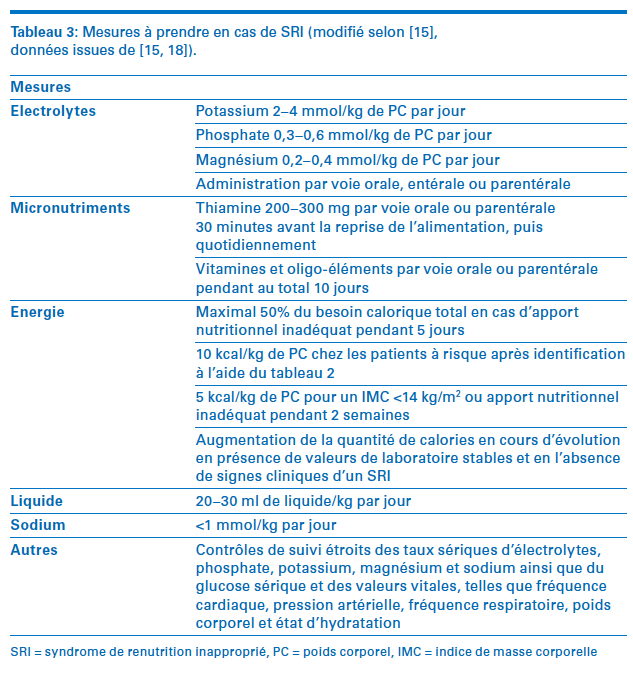 Tableau 3: Mesures à prendre en cas de SRI (modifié selon [15],
données issues de [15, 18]).
Mesures
Electrolytes
Potassium 2–4 mmol/kg de PC par jour
Phosphate 0,3–0,6 mmol/kg de PC par jour
Magnésium 0,2–0,4 mmol/kg de PC par jour
Administration par voie orale, entérale ou parentérale
Micronutriments
Thiamine 200–300 mg par voie orale ou parentérale
30 minutes avant la reprise de l’alimentation, puis
quotidiennement
Vitamines et oligo-éléments par voie orale ou parentérale
pendant au total 10 jours
Energie
Maximal 50% du besoin calorique total en cas d’apport
nutritionnel inadéquat pendant 5 jours
10 kcal/kg de PC chez les patients à risque après identification
à l’aide du tableau 2
5 kcal/kg de PC pour un IMC <14 kg/m² ou apport nutritionnel
inadéquat pendant 2 semaines
Augmentation de la quantité de calories en cours d’évolution
en présence de valeurs de laboratoire stables et en l’absence
de signes cliniques d’un SRI
Liquide
20–30 ml de liquide/kg par jour
Sodium
<1 mmol/kg par jour
Autres
Contrôles de suivi étroits des taux sériques d’électrolytes,
phosphate, potassium, magnésium et sodium ainsi que du
glucose sérique et des valeurs vitales, telles que fréquence
cardiaque, pression artérielle, fréquence respiratoire, poids
corporel et état d’hydratation
SRI = syndrome de renutrition inapproprié, PC = poids corporel, IMC = indice de masse corporelle